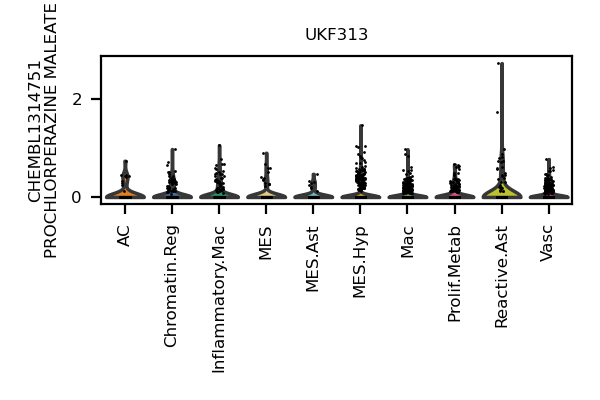 UKF313
CHEMBL1314751
PROCHLORPERAZINE MALEATE
2
0
AC
Chromatin.Reg
Inflammatory.Mac
MES
MES.Ast
MES.Hyp
Mac
Prolif.Metab
Reactive.Ast
Vasc